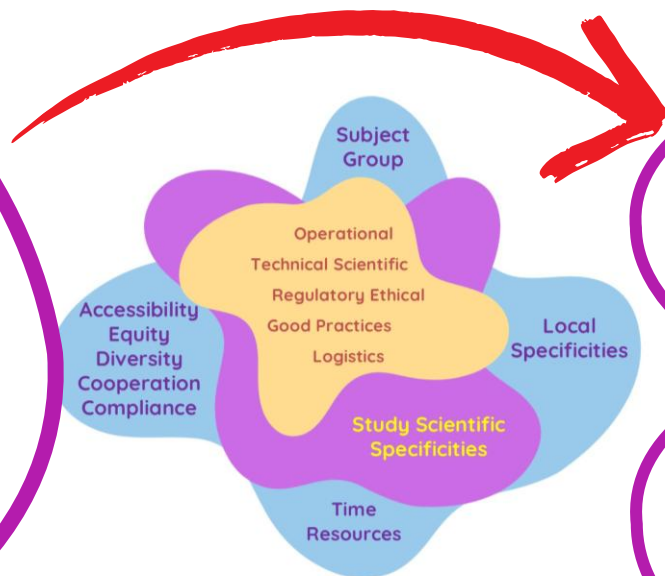 Subject
Group
Operational
Technical Scientific
Regulatory Ethical
Good Practices
Logistics
Accessibility
Equity
Diversity
Cooperation
Compliance
Local
Specificities
Study Scientific
Specificities
Time
Resources